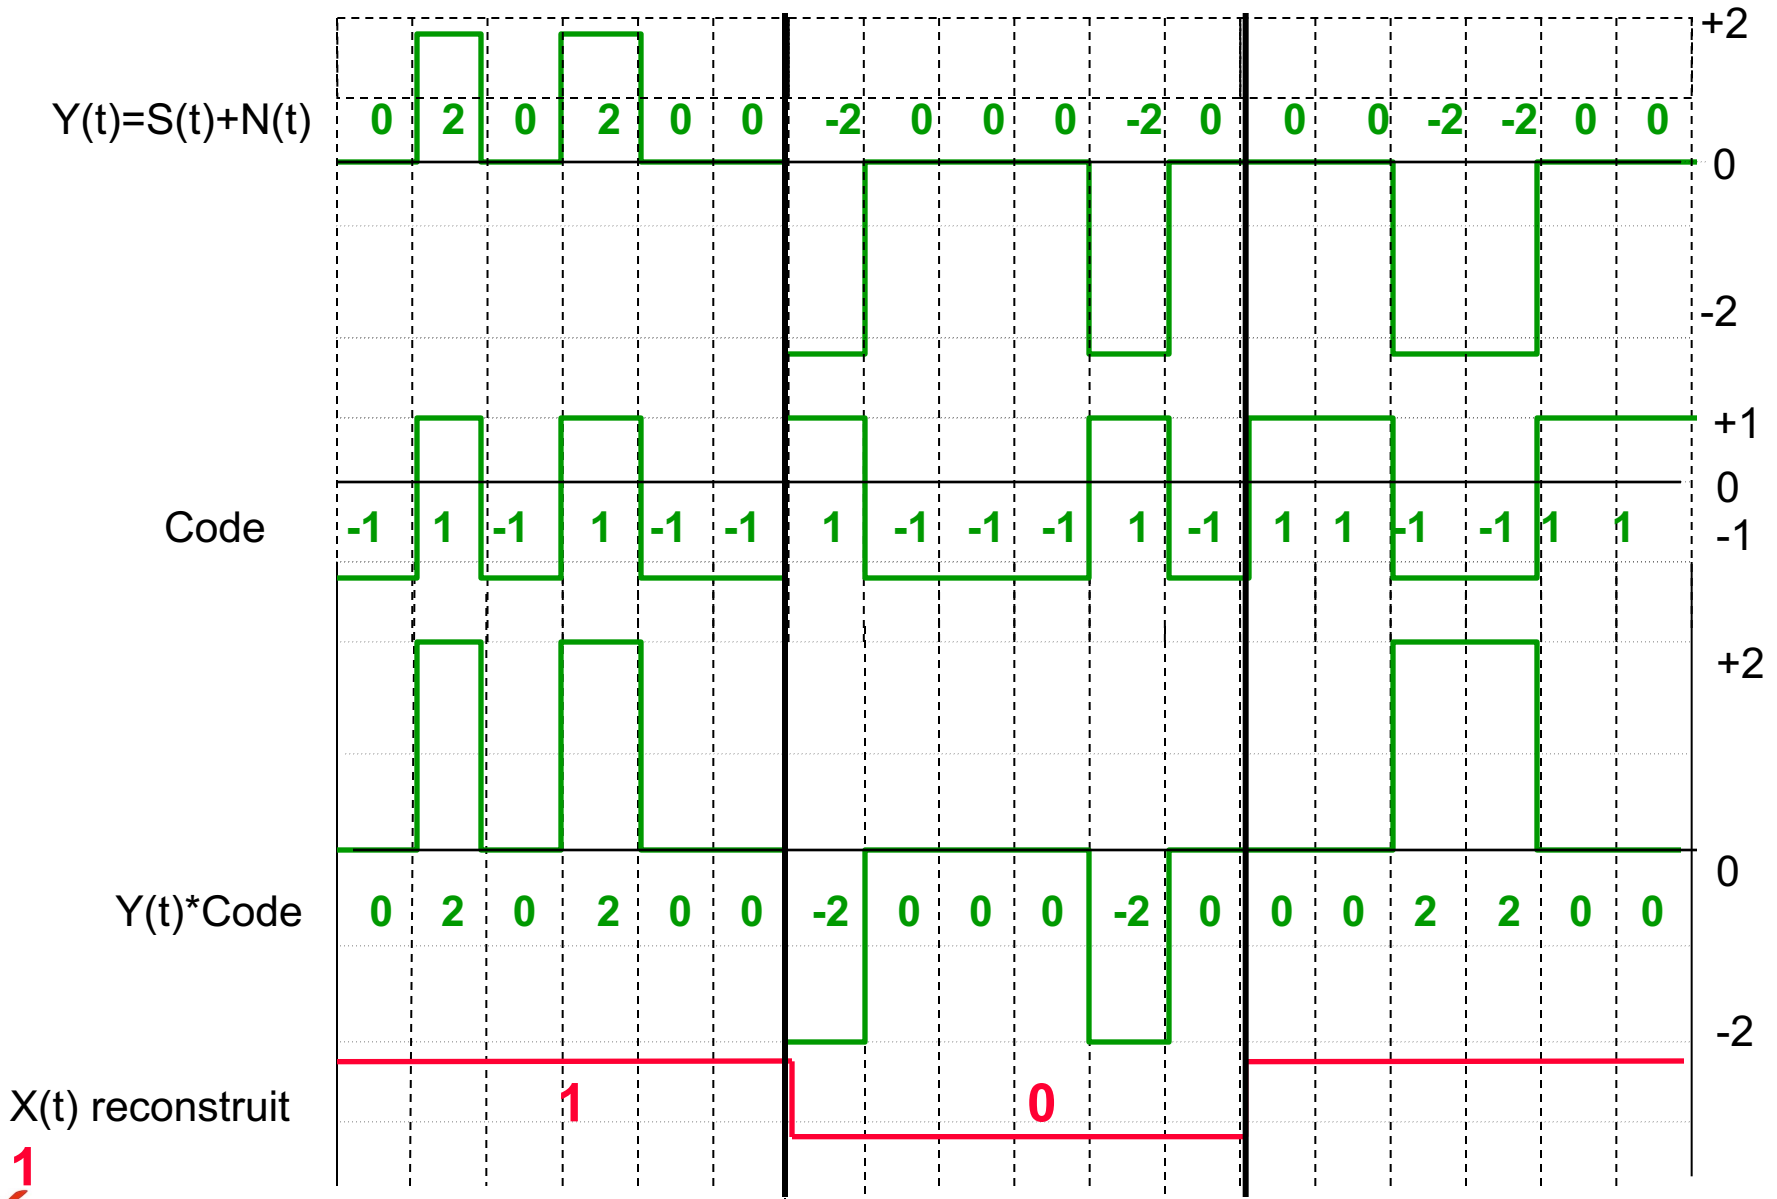 +2
Y(t)=S(t)+N(t) 0 2 0 2 0 0 -2 0 0 0 -2 0 0 0 -2 -2 0 0
0
-2
+1
0
Code -1 1 -1 1 -1 -1 1 -1 -1 -1 1 -1 1 1 -1 -1 1 1 -1
+2
0
Y(t)*Code 0 2 0 2 0 0 -2 0 0 0 -2 0 0 0 2 2 0 0
-2
X(t) reconstruit 1 0
1